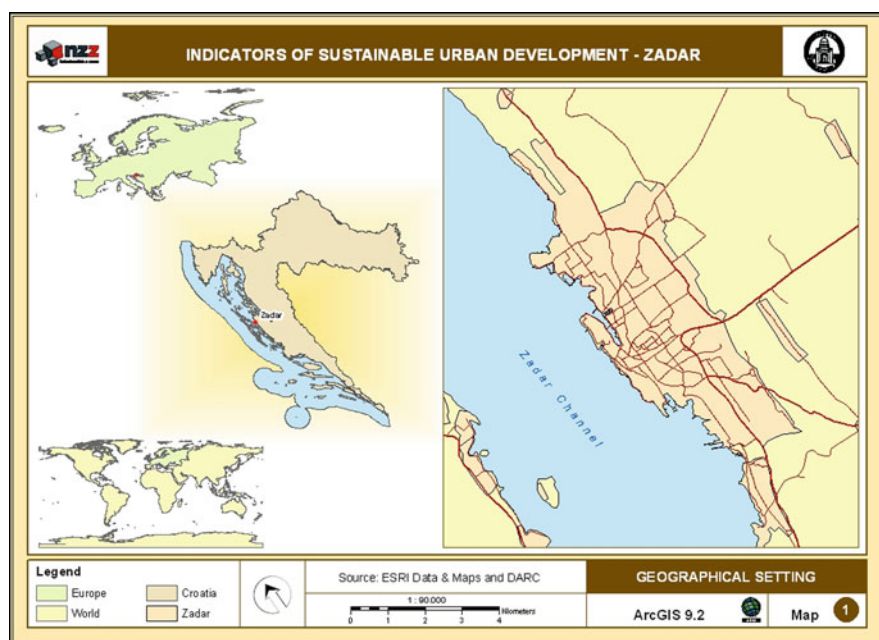 nzz
INDICATORS OF SUSTAINABLE URBAN DEVELOPMENT - ZADAR
Zadar
Zadar Channel
Legend
Europe
World
Croatia
Zadar
Source: ESRI Data & Maps and DARC
1 : 90.000
0 1 2 3 4 Kilometers
GEOGRAPHICAL SETTING
ArcGIS 9.2
Map 1